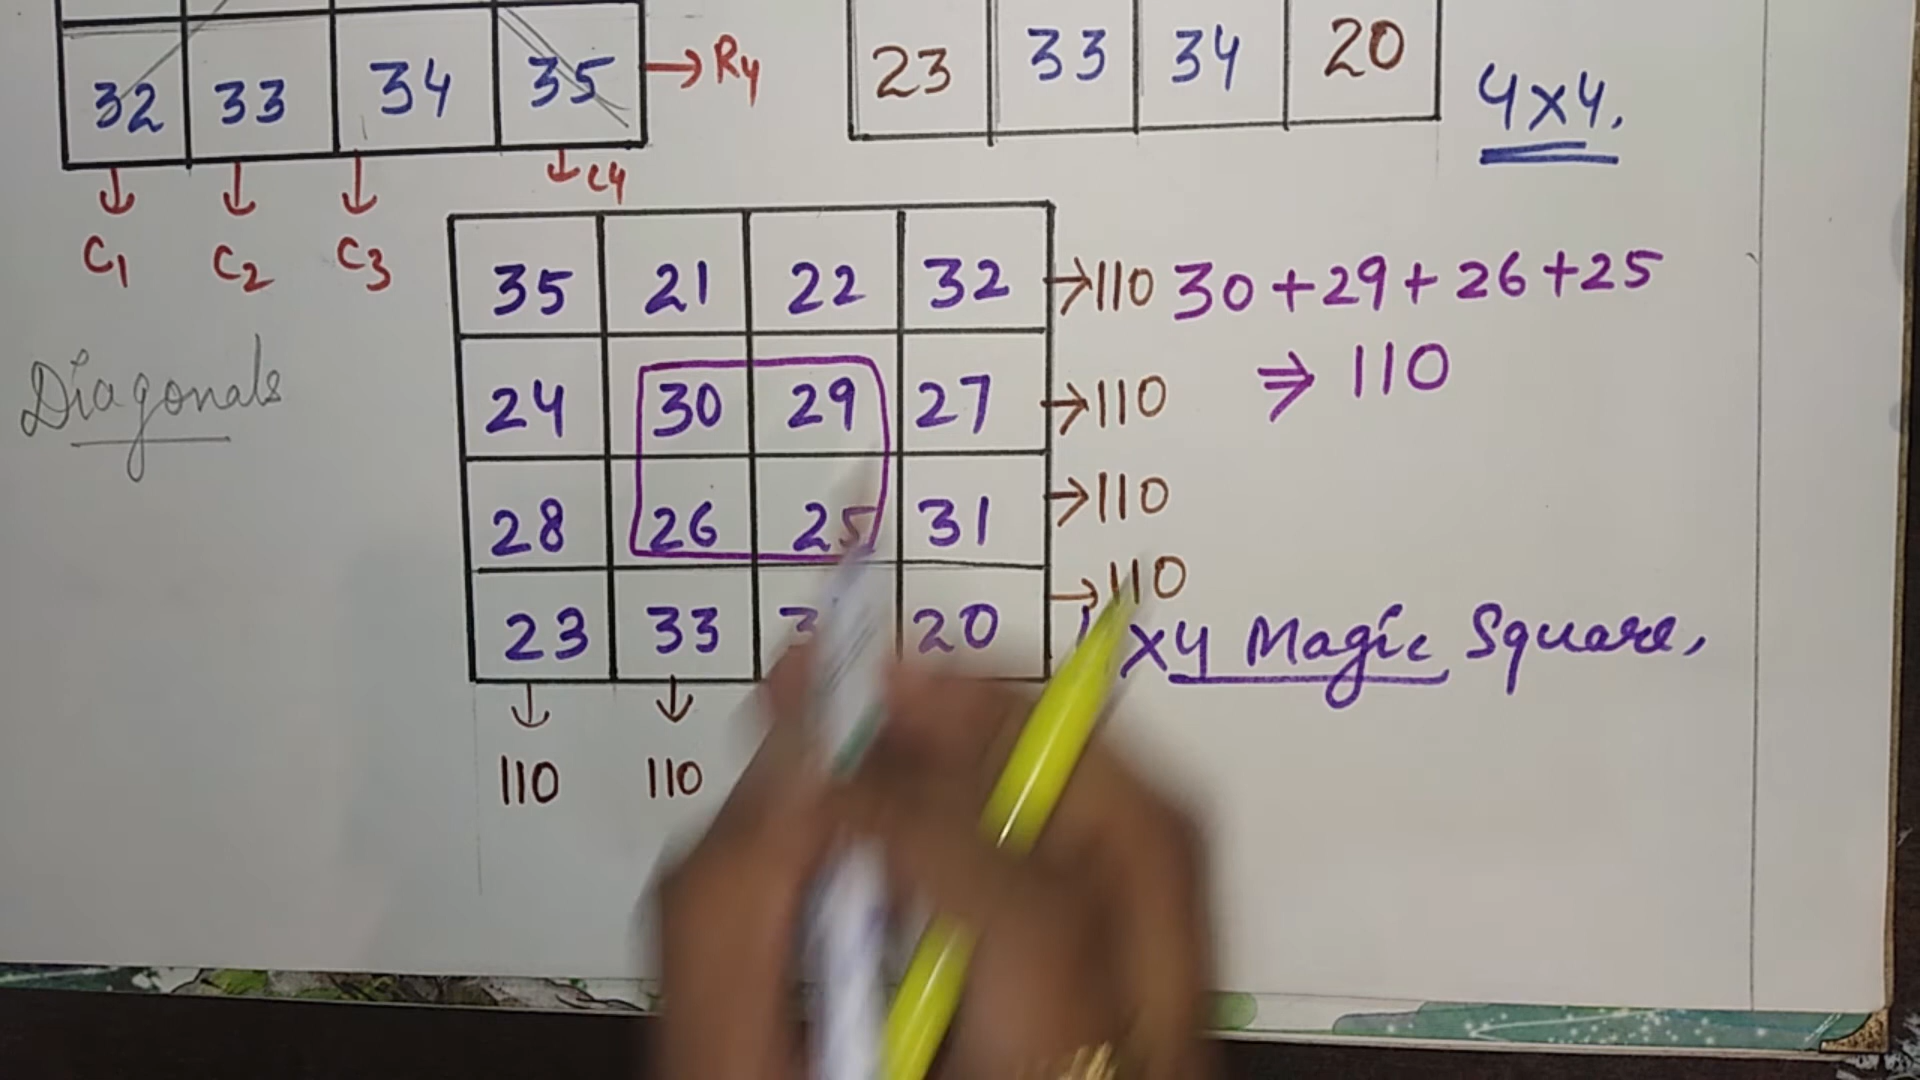 32 33 34 35 → R4
23 33 34 20
4x4.
↓ ↓ ↓ ↓ C4
C1 C2 C3
Diagonals
35 21 22 32 → 110
24 30 29 27 → 110
28 26 25 31 → 110
23 33 20 → 110
↓ ↓
110 110
30 + 29 + 26 + 25
⇒ 110
x4 Magic Square.